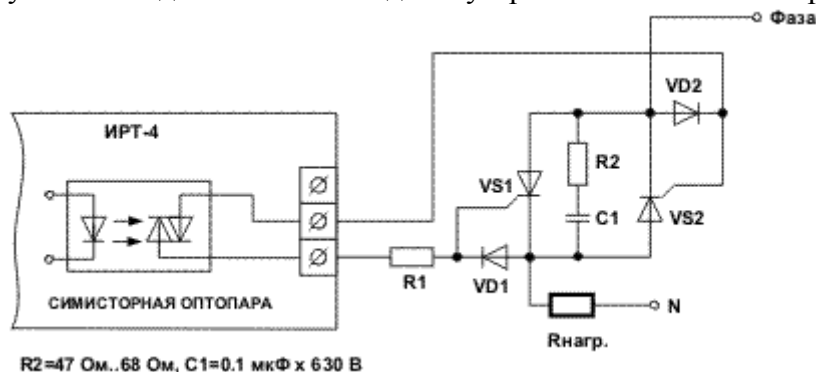 Фаза
VD2
ИРТ-4
R2
VS1
C1
VS2
R1
VD1
N
СИМИСТОРНАЯ ОПТОПАРА
Rнагр.
R2=47 Ом..68 Ом, C1=0.1 мкФ x 630 В